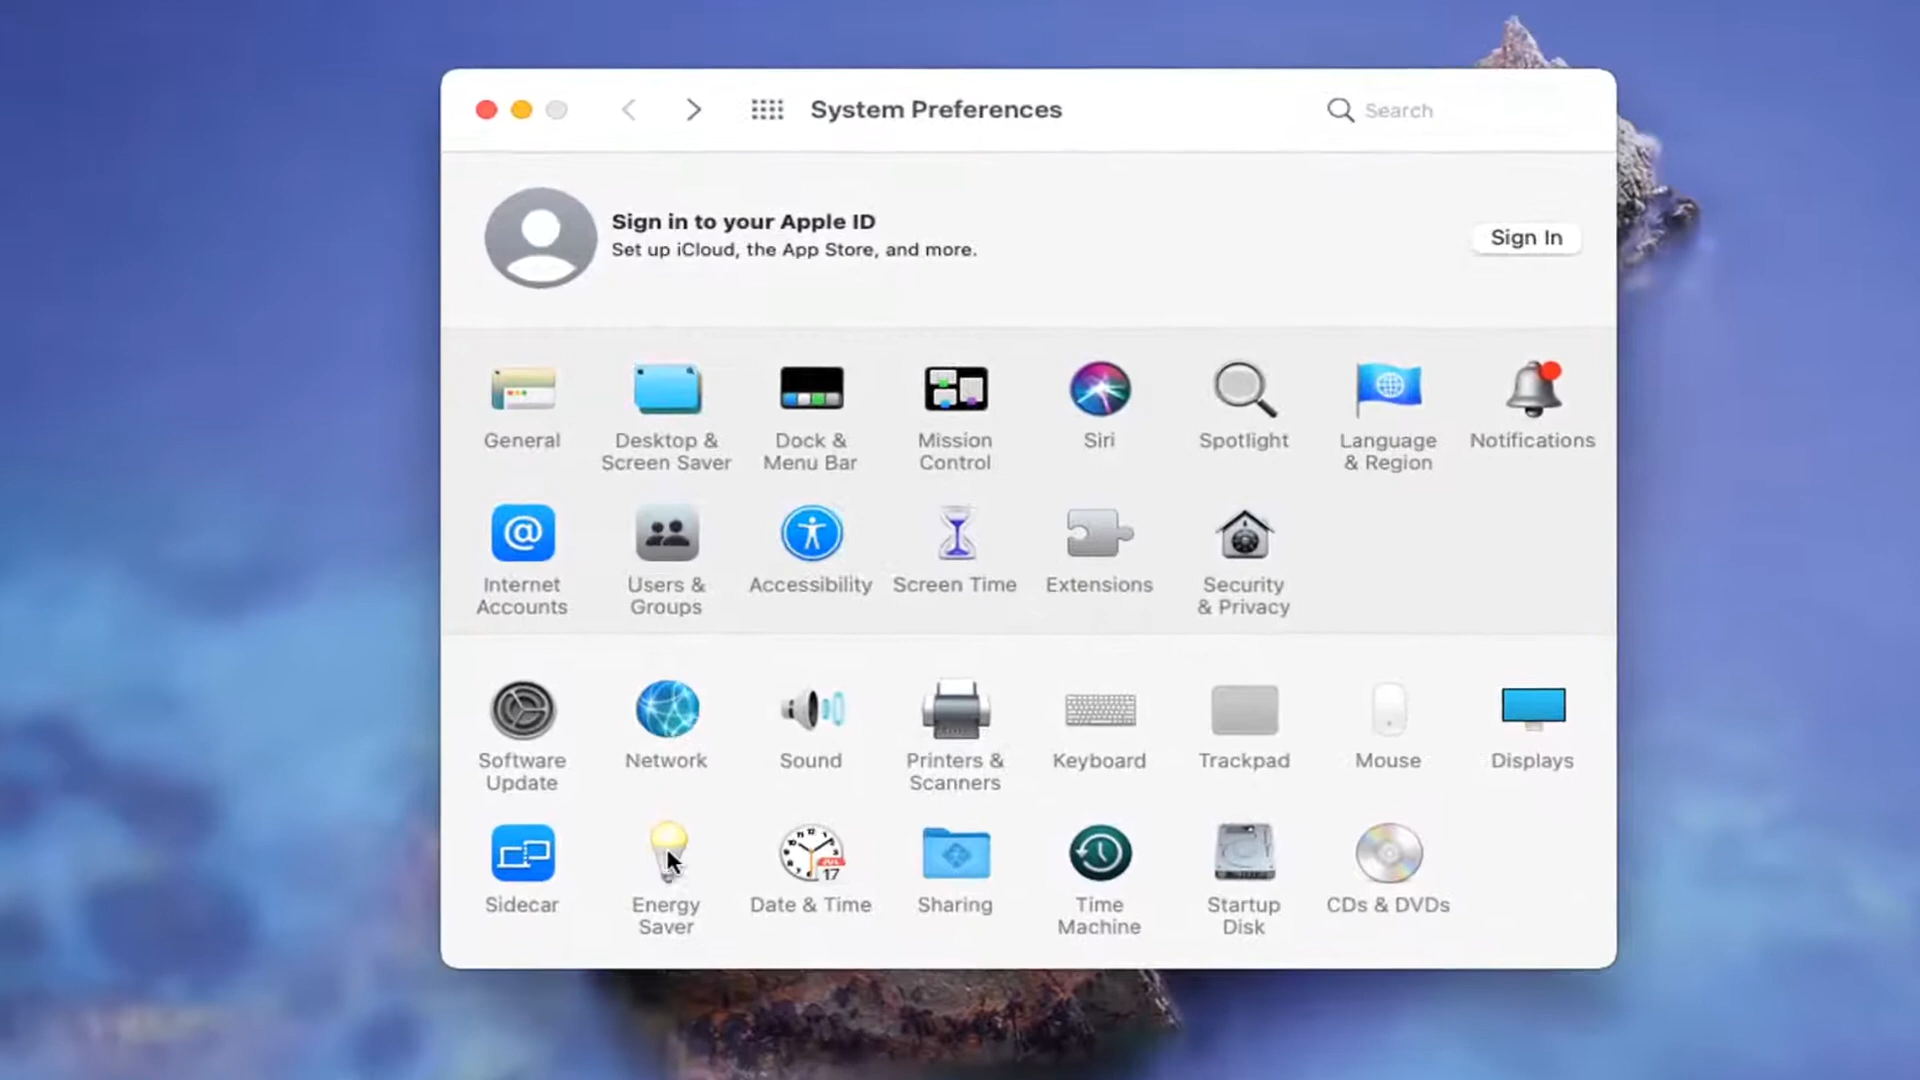 System Preferences
Search
Sign in to your Apple ID
Set up iCloud, the App Store, and more.
Sign In
General
Desktop &
Screen Saver
Dock &
Menu Bar
Mission
Control
Siri
Spotlight
Language
& Region
Notifications
Internet
Accounts
Users &
Groups
Accessibility
Screen Time
Extensions
Security
& Privacy
Software
Update
Network
Sound
Printers &
Scanners
Keyboard
Trackpad
Mouse
Displays
Sidecar
Energy
Saver
17
Date & Time
Sharing
Time
Machine
Startup
Disk
CDs & DVDs